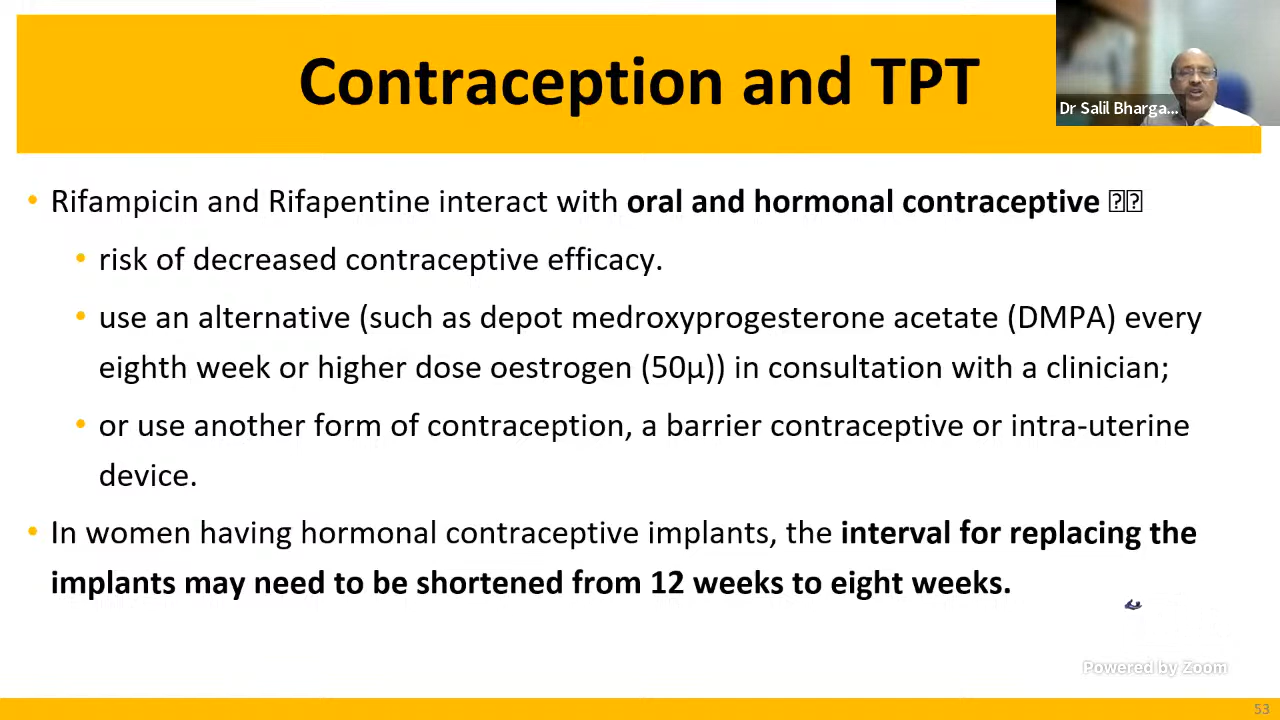 Contraception and TPT
Dr Salil Bharga...
• Rifampicin and Rifapentine interact with oral and hormonal contraceptive
• risk of decreased contraceptive efficacy.
• use an alternative (such as depot medroxyprogesterone acetate (DMPA) every
eighth week or higher dose oestrogen (50μ)) in consultation with a clinician;
• or use another form of contraception, a barrier contraceptive or intra-uterine
device.
• In women having hormonal contraceptive implants, the interval for replacing the
implants may need to be shortened from 12 weeks to eight weeks.
Powered by Zoom
53